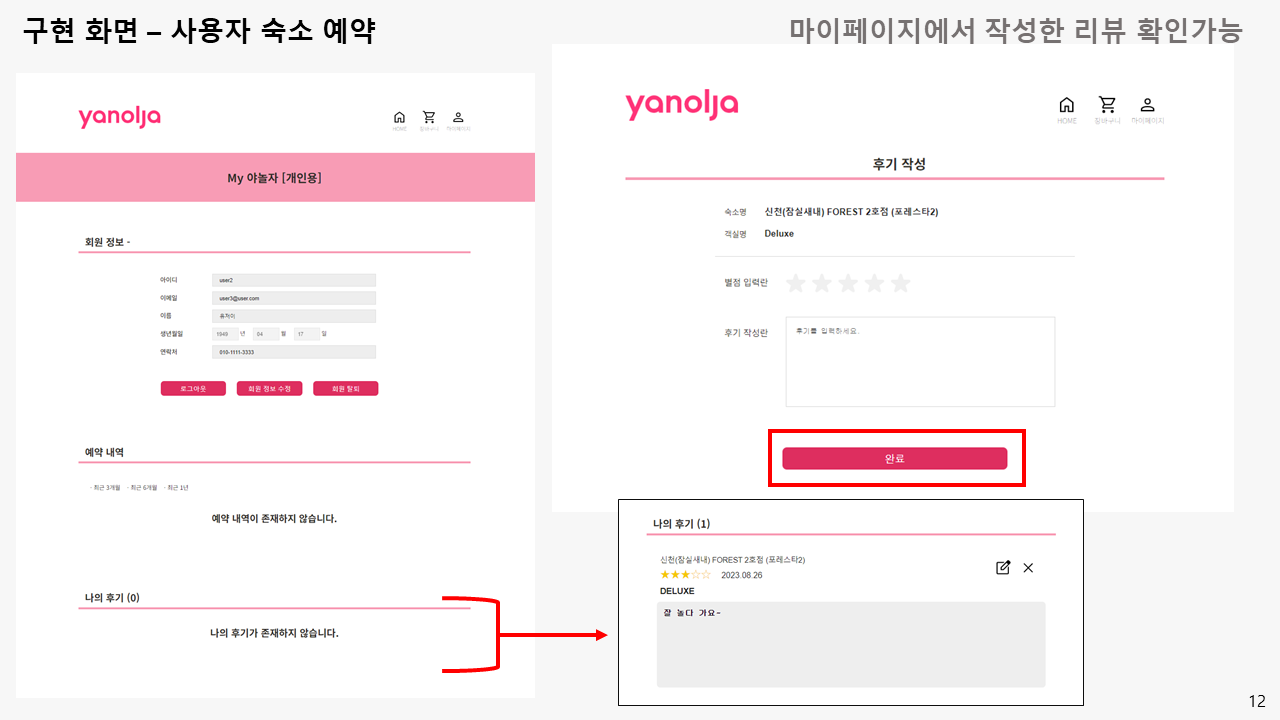 구현 화면 – 사용자 숙소 예약
마이페이지에서 작성한 리뷰 확인가능
yanolja
HOME 장바구니 마이페이지
My 야놀자 [개인용]
회원 정보 -
아이디 user2
이메일 user3@user.com
이름 유저이
생년월일 1949 년 04 월 17 일
연락처 010-1111-3333
로그아웃 회원 정보 수정 회원 탈퇴
예약 내역
- 최근 3개월 - 최근 6개월 - 최근 1년
예약 내역이 존재하지 않습니다.
나의 후기 (0)
나의 후기가 존재하지 않습니다.
yanolja
HOME 장바구니 마이페이지
후기 작성
숙소명 신천(잠실새내) FOREST 2호점 (포레스타2)
객실명 Deluxe
별점 입력란
후기 작성란 후기를 입력하세요.
완료
나의 후기 (1)
신천(잠실새내) FOREST 2호점 (포레스타2)
★★★☆☆ 2023.08.26
DELUXE
잘 놀다 가요~
12